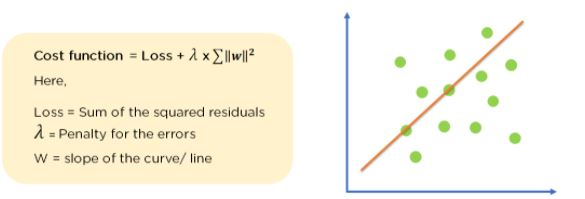 Cost function = Loss + λ x ∑‖w‖²
Here,
Loss = Sum of the squared residuals
λ = Penalty for the errors
W = slope of the curve/ line